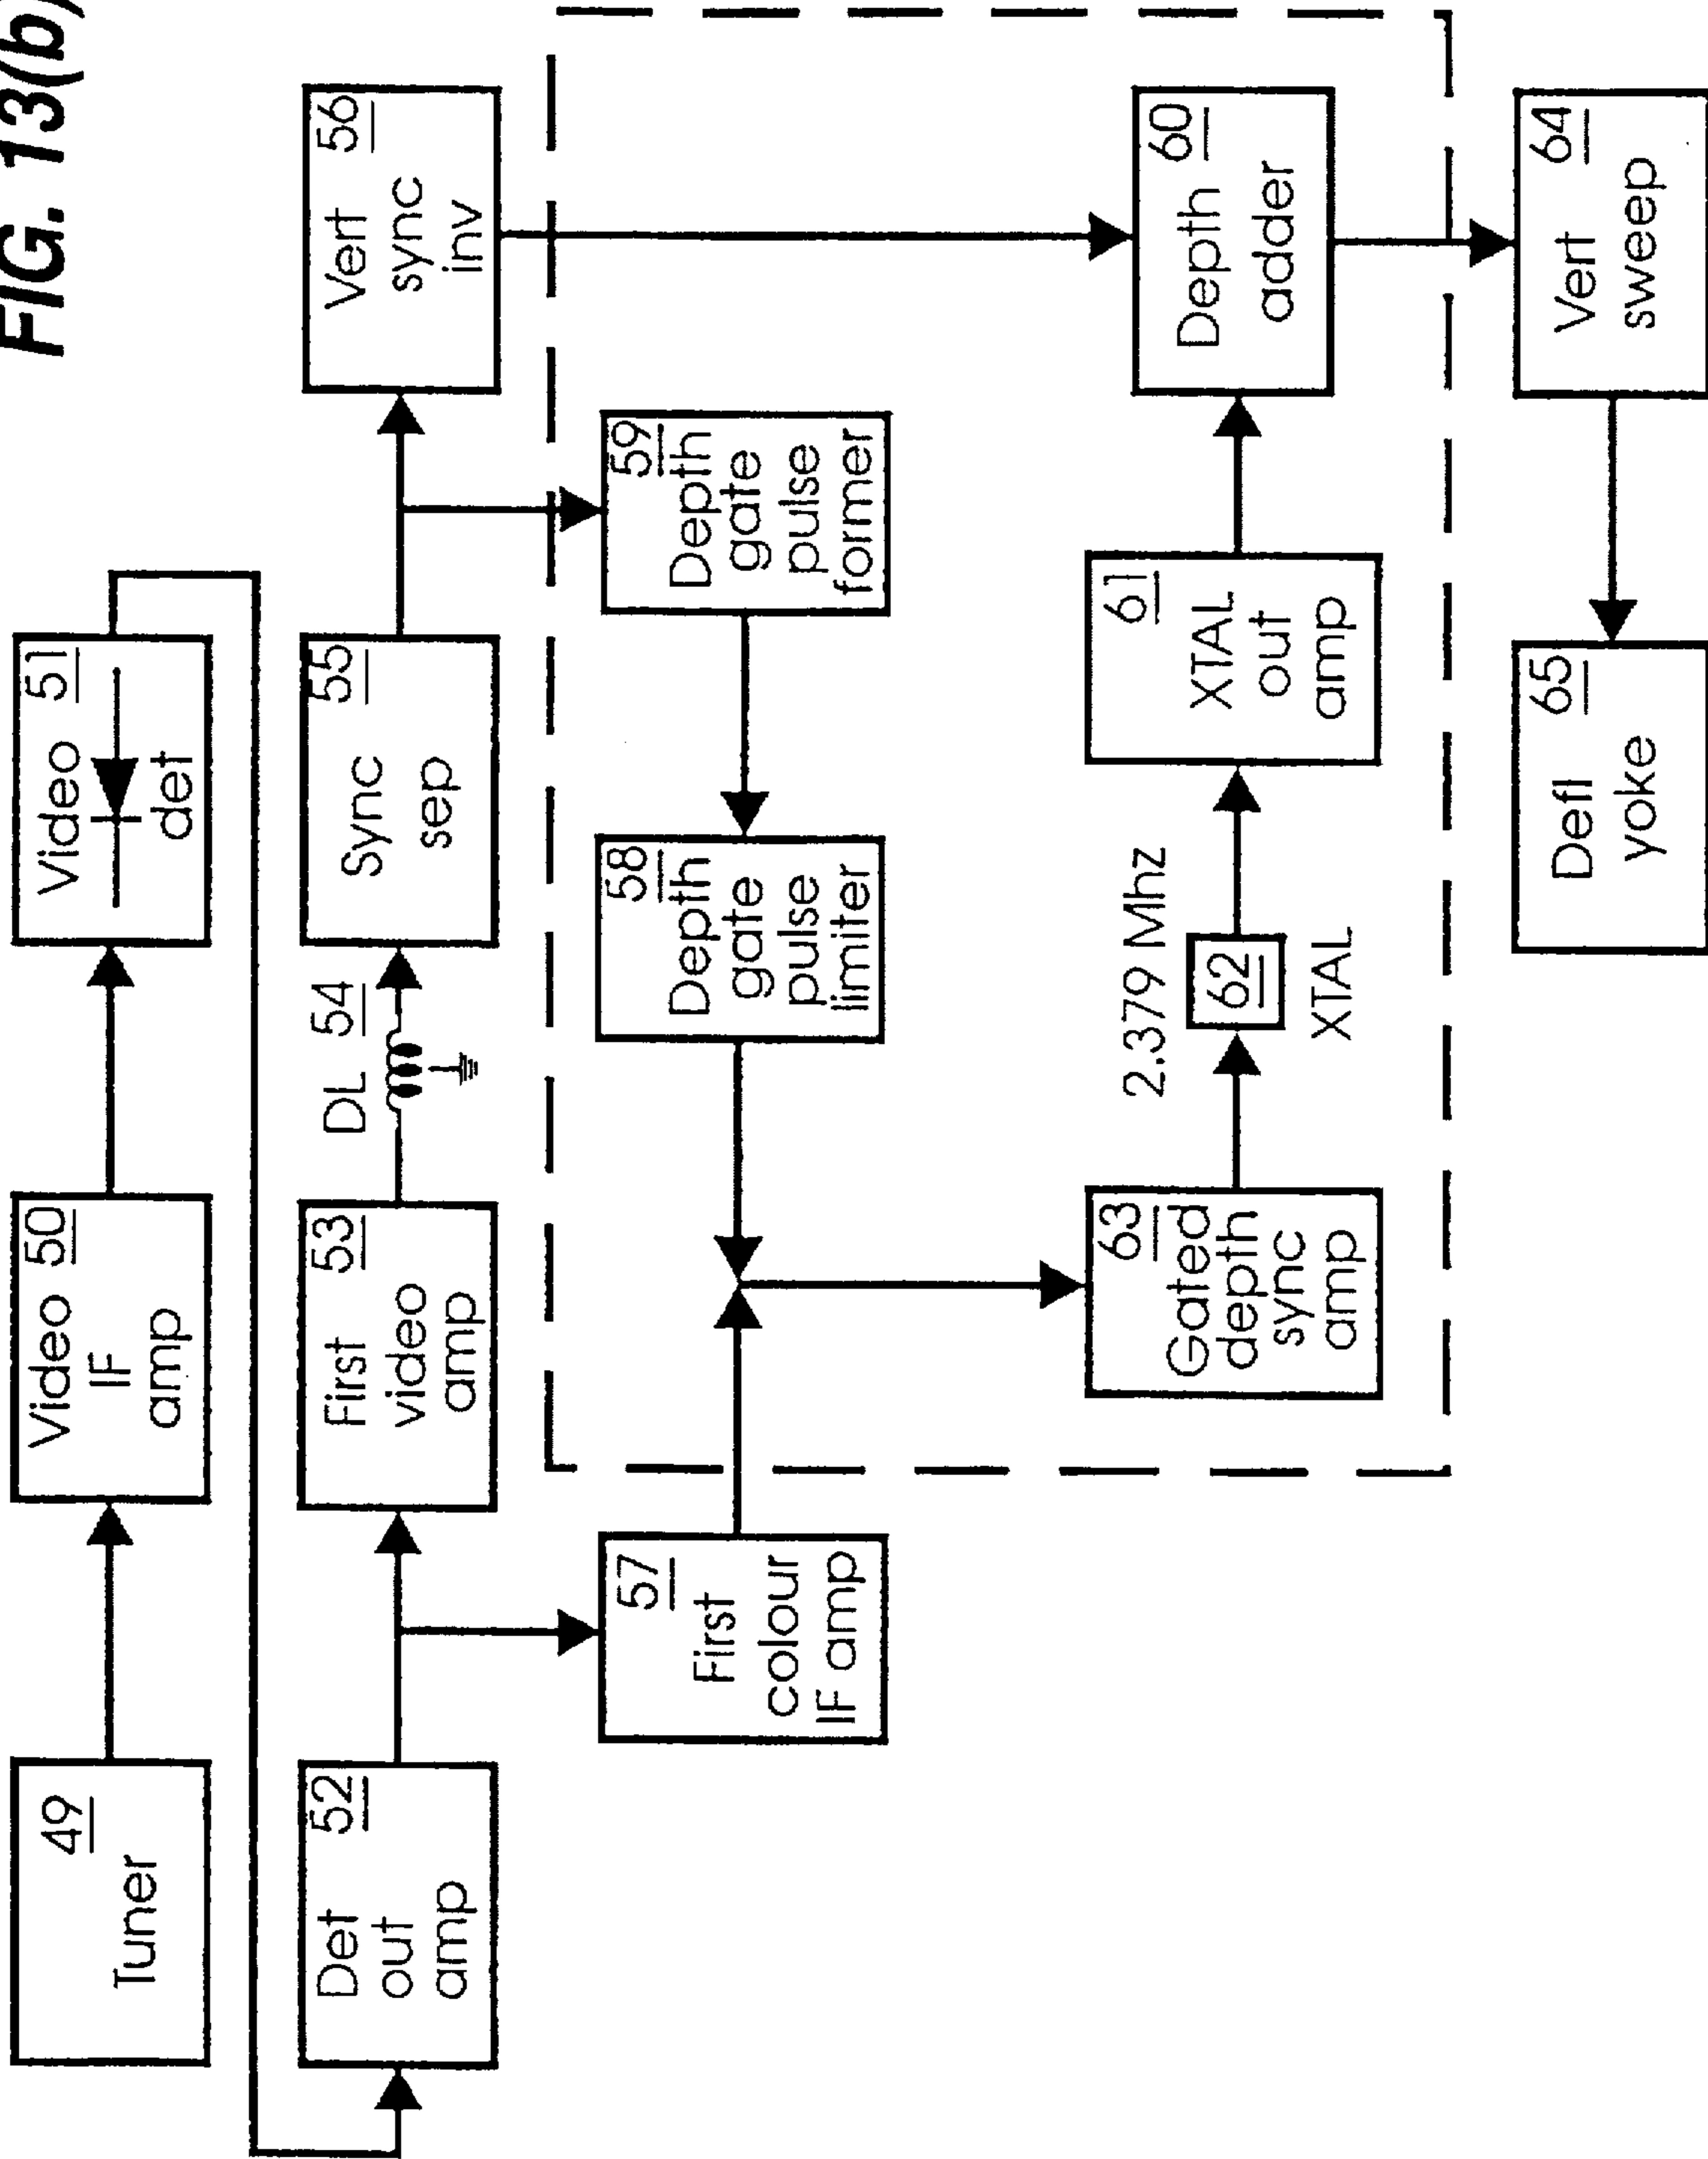 FIG. 13(b)
49
Tuner
Video 50
IF
amp
Video 51
det
52
Det
out
amp
53
First
video
amp
DL 54
55
Sync
sep
56
Vert
sync
inv
57
First
colour
IF amp
58
Depth
gate
pulse
limiter
59
Depth
gate
pulse
former
63
Gated
depth
sync
amp
2.379 Mhz
62
XTAL
61
XTAL
out
amp
60
Depth
adder
65
Defl
yoke
64
Vert
sweep